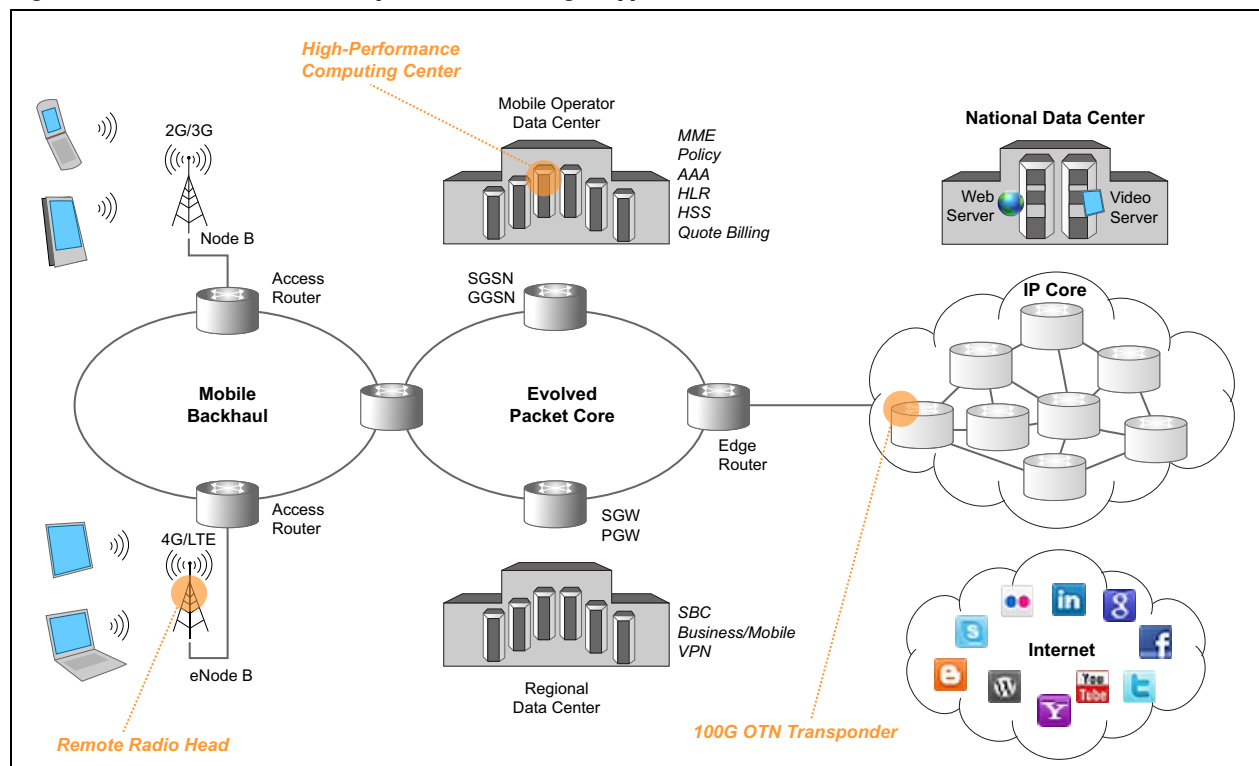 High-Performance
Computing Center
Mobile Operator
Data Center
MME
Policy
AAA
HLR
HSS
Quote Billing
National Data Center
Web
Server
Video
Server
2G/3G
Node B
Access
Router
SGSN
GGSN
IP Core
Mobile
Backhaul
Evolved
Packet Core
Edge
Router
Access
Router
SGW
PGW
4G/LTE
eNode B
SBC
Business/Mobile
VPN
Regional
Data Center
in
g
S
f
Internet
B
W
Y
You
Tube
t
Remote Radio Head
100G OTN Transponder